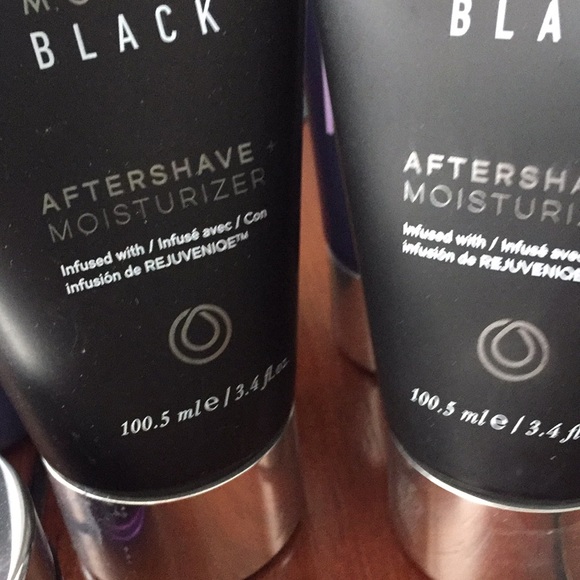 BLACK
AFTERSHAVE +
MOISTURIZER
Infused with / Infusé avec / Con
infusión de REJUVENIQE™
100.5 ml e / 3.4 fl.oz.
BLA
AFTERSHA
MOISTURIZ
Infused with / Infusé avec
infusión de REJUVENIQE
100.5 ml e / 3.4 fl